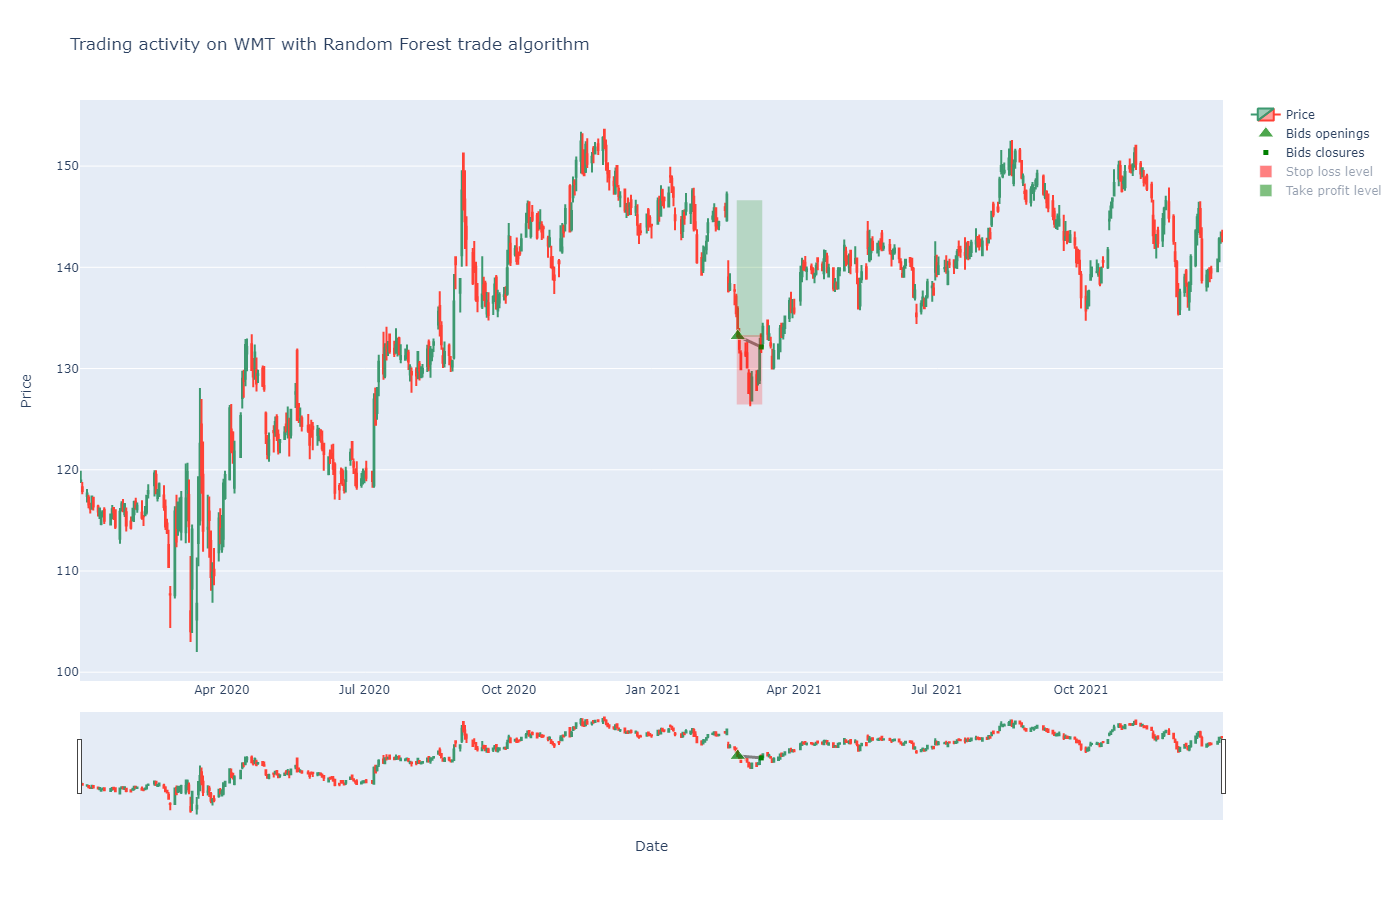 Trading activity on WMT with Random Forest trade algorithm
Price
Bids openings
Bids closures
Stop loss level
Take profit level
150
140
130
120
110
100
Price
Apr 2020
Jul 2020
Oct 2020
Jan 2021
Apr 2021
Jul 2021
Oct 2021
Date